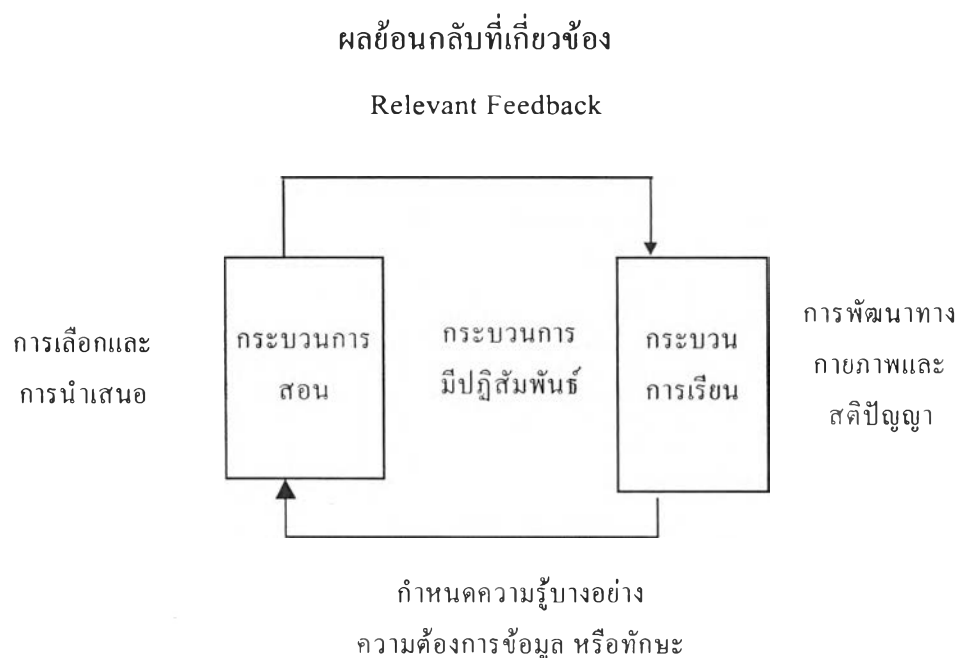 ผลย้อนกลับที่เกี่ยวข้อง
Relevant Feedback
การเลือกและ
การนำเสนอ
กระบวนการ
สอน
กระบวนการ
มีปฏิสัมพันธ์
กระบวน
การเรียน
การพัฒนาทาง
กายภาพและ
สติปัญญา
กำหนดความรู้บางอย่าง
ความต้องการข้อมูล หรือทักษะ